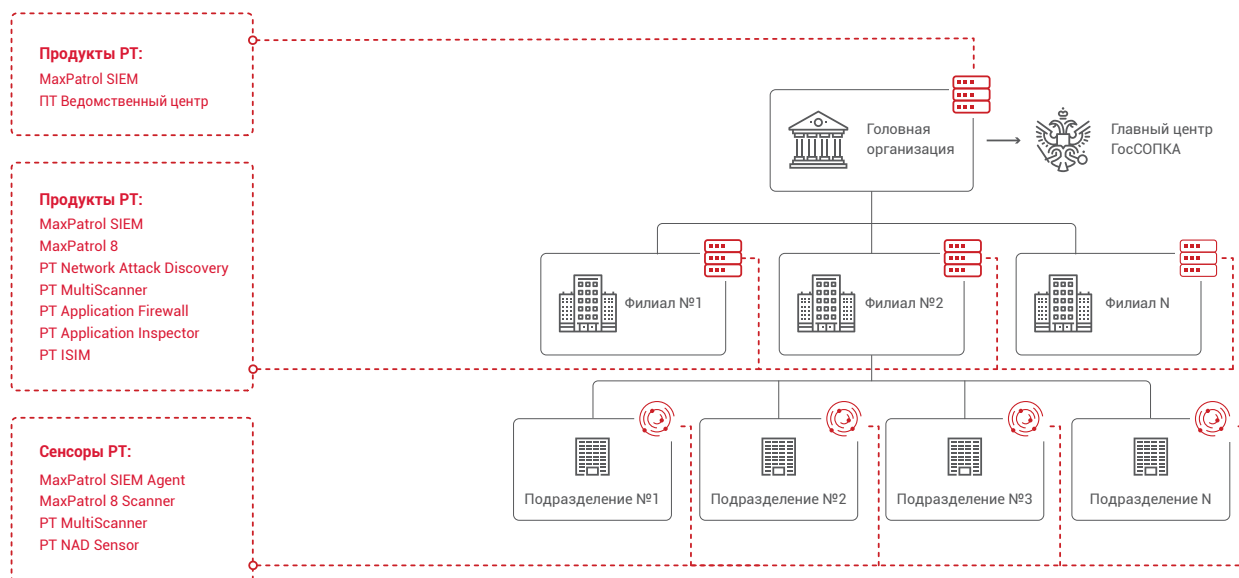 Продукты PT:
MaxPatrol SIEM
ПТ Ведомственный центр
Головная
организация
Главный центр
ГосСОПКА
Продукты PT:
MaxPatrol SIEM
MaxPatrol 8
PT Network Attack Discovery
PT MultiScanner
PT Application Firewall
PT Application Inspector
PT ISIM
Филиал №1
Филиал №2
Филиал N
Сенсоры PT:
MaxPatrol SIEM Agent
MaxPatrol 8 Scanner
PT MultiScanner
PT NAD Sensor
Подразделение №1
Подразделение №2
Подразделение №3
Подразделение N